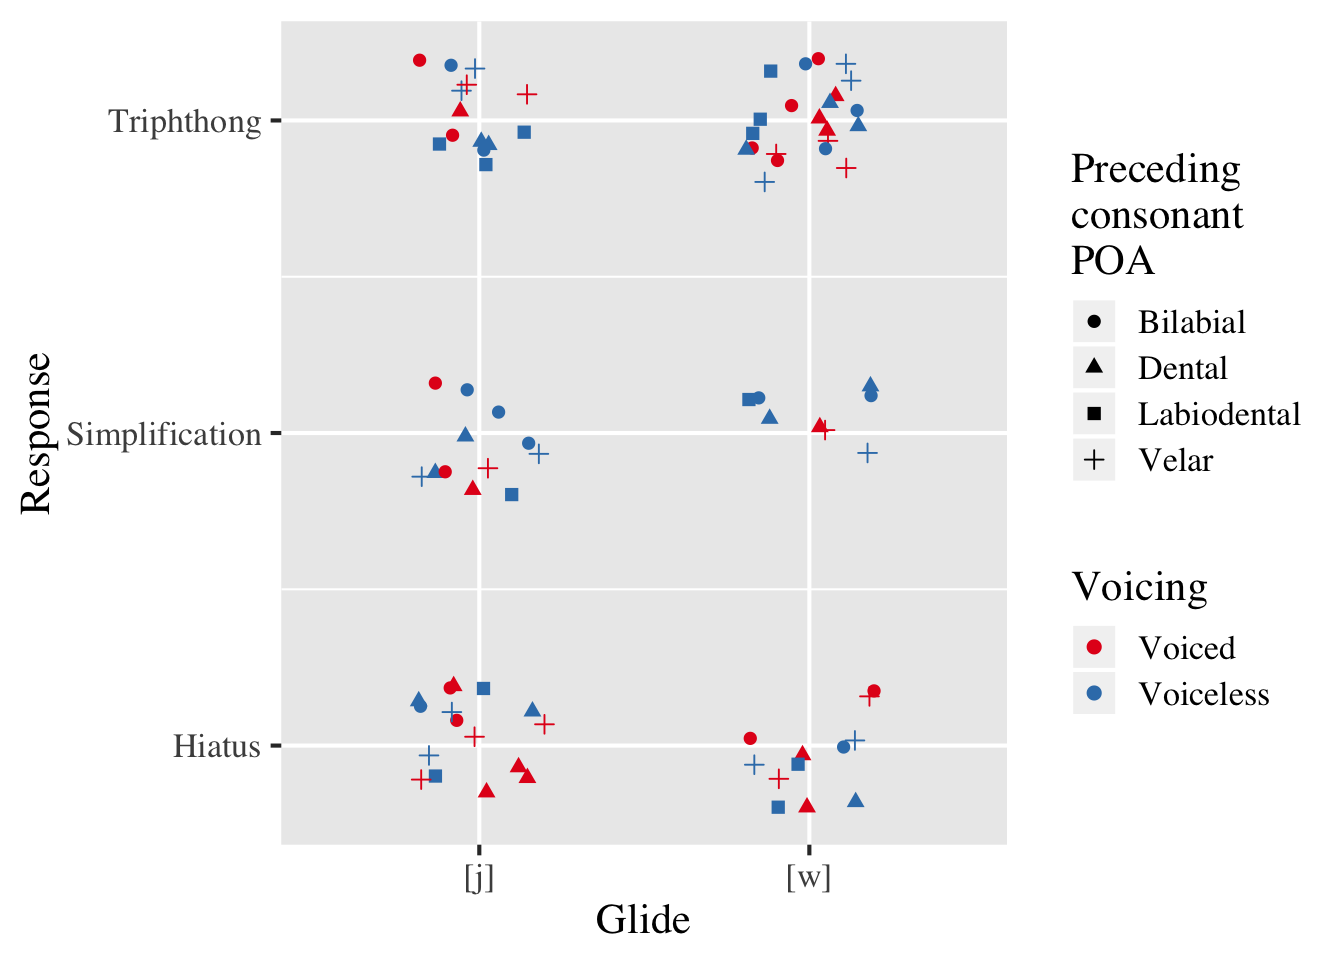 Response
Triphthong
Simplification
Hiatus
[j]
[w]
Glide
Preceding
consonant
POA
Bilabial
Dental
Labiodental
Velar
Voicing
Voiced
Voiceless